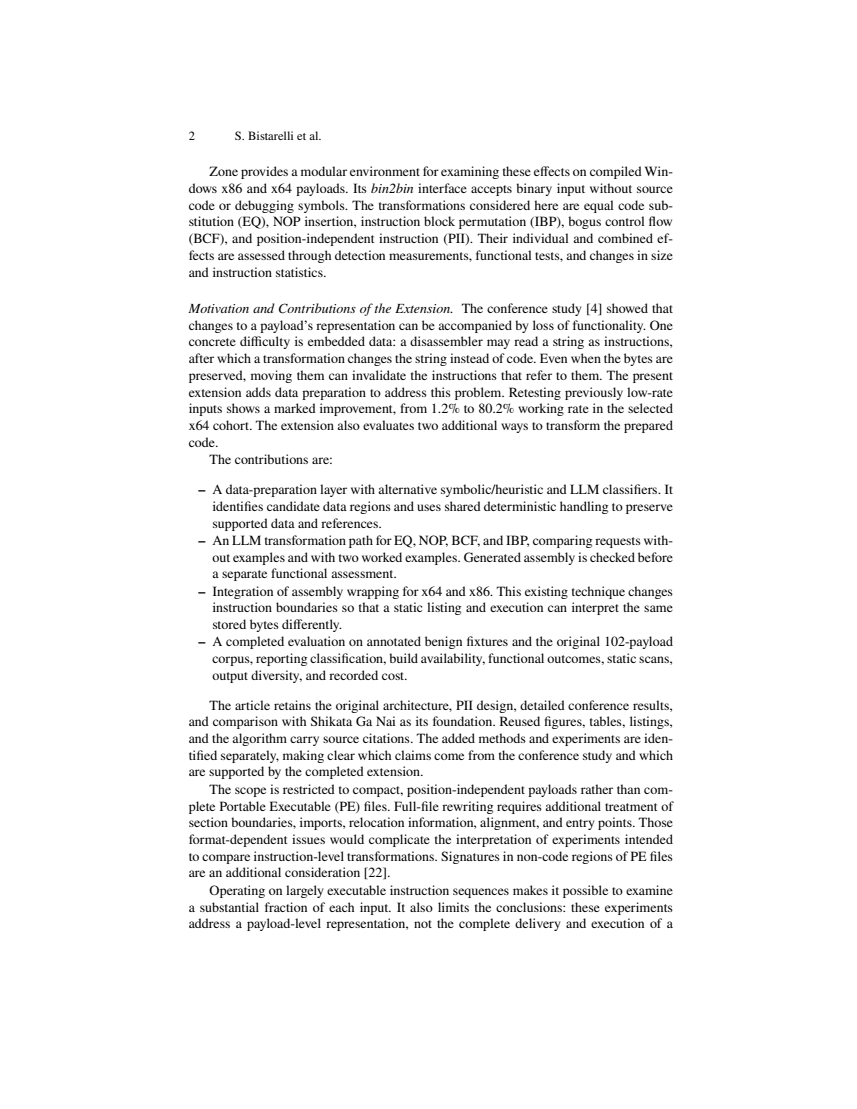 2 S. Bistarelli et al.
Zone provides a modular environment for examining these effects on compiled Win-
dows x86 and x64 payloads. Its bin2bin interface accepts binary input without source
code or debugging symbols. The transformations considered here are equal code sub-
stitution (EQ), NOP insertion, instruction block permutation (IBP), bogus control flow
(BCF), and position-independent instruction (PII). Their individual and combined ef-
fects are assessed through detection measurements, functional tests, and changes in size
and instruction statistics.
Motivation and Contributions of the Extension. The conference study [4] showed that
changes to a payload's representation can be accompanied by loss of functionality. One
concrete difficulty is embedded data: a disassembler may read a string as instructions,
after which a transformation changes the string instead of code. Even when the bytes are
preserved, moving them can invalidate the instructions that refer to them. The present
extension adds data preparation to address this problem. Retesting previously low-rate
inputs shows a marked improvement, from 1.2% to 80.2% working rate in the selected
x64 cohort. The extension also evaluates two additional ways to transform the prepared
code.
The contributions are:
– A data-preparation layer with alternative symbolic/heuristic and LLM classifiers. It
identifies candidate data regions and uses shared deterministic handling to preserve
supported data and references.
– An LLM transformation path for EQ, NOP, BCF, and IBP, comparing requests with-
out examples and with two worked examples. Generated assembly is checked before
a separate functional assessment.
– Integration of assembly wrapping for x64 and x86. This existing technique changes
instruction boundaries so that a static listing and execution can interpret the same
stored bytes differently.
– A completed evaluation on annotated benign fixtures and the original 102-payload
corpus, reporting classification, build availability, functional outcomes, static scans,
output diversity, and recorded cost.
The article retains the original architecture, PII design, detailed conference results,
and comparison with Shikata Ga Nai as its foundation. Reused figures, tables, listings,
and the algorithm carry source citations. The added methods and experiments are iden-
tified separately, making clear which claims come from the conference study and which
are supported by the completed extension.
The scope is restricted to compact, position-independent payloads rather than com-
plete Portable Executable (PE) files. Full-file rewriting requires additional treatment of
section boundaries, imports, relocation information, alignment, and entry points. Those
format-dependent issues would complicate the interpretation of experiments intended
to compare instruction-level transformations. Signatures in non-code regions of PE files
are an additional consideration [22].
Operating on largely executable instruction sequences makes it possible to examine
a substantial fraction of each input. It also limits the conclusions: these experiments
address a payload-level representation, not the complete delivery and execution of a